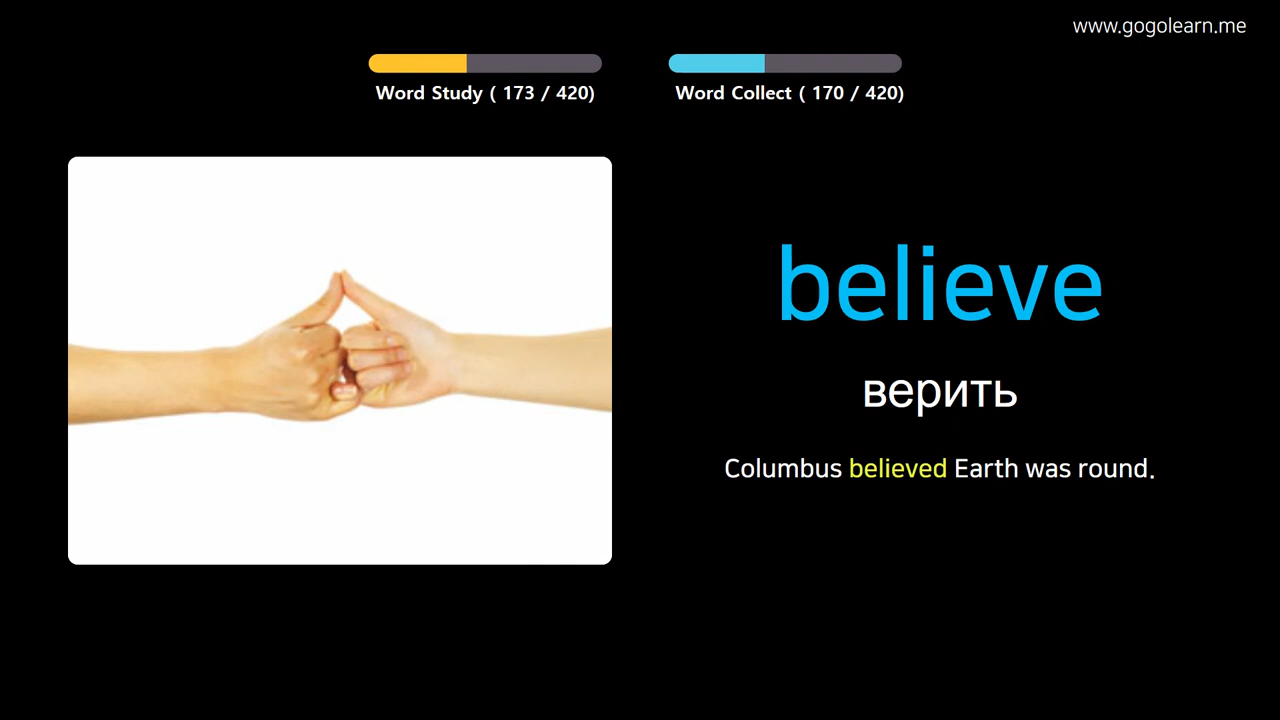 www.gogolearn.me
Word Study ( 173 / 420)
Word Collect ( 170 / 420)
believe
верить
Columbus believed Earth was round.